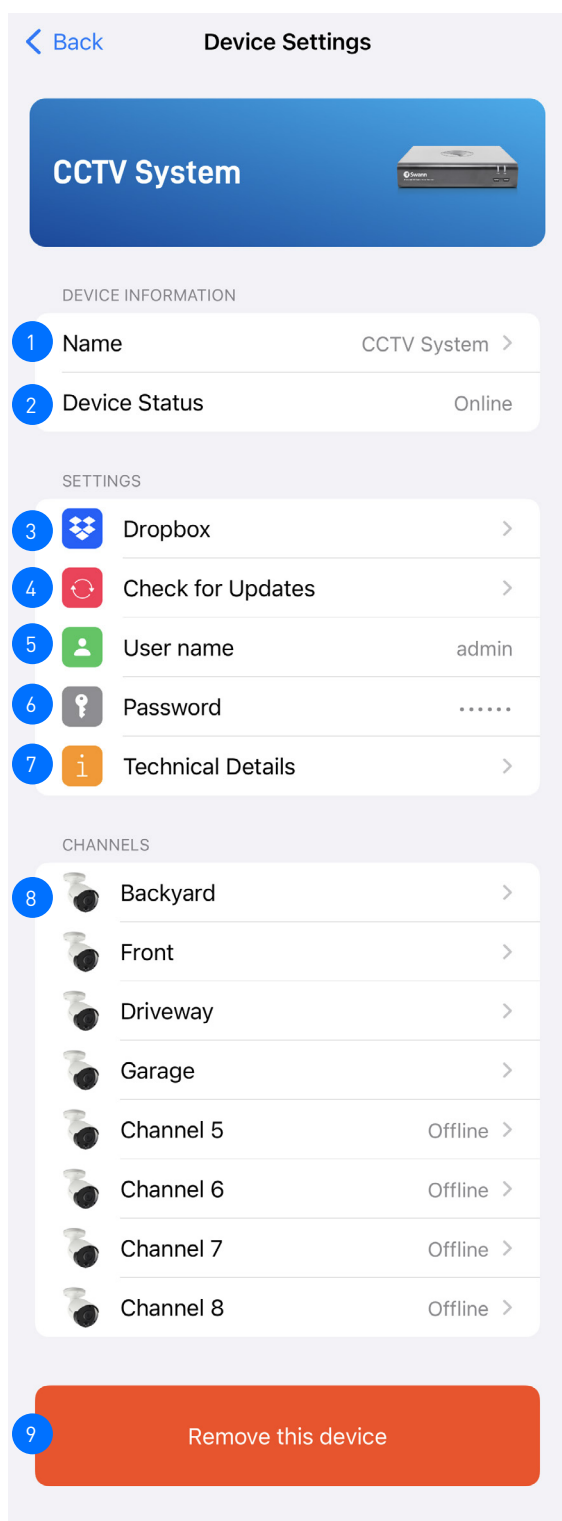 Back Device Settings
CCTV System
Swann
DEVICE INFORMATION
1 Name CCTV System
2 Device Status Online
SETTINGS
3 Dropbox
4 Check for Updates
5 User name admin
6 Password ······
7 i Technical Details
CHANNELS
8 Backyard
Front
Driveway
Garage
Channel 5 Offline
Channel 6 Offline
Channel 7 Offline
Channel 8 Offline
9 Remove this device